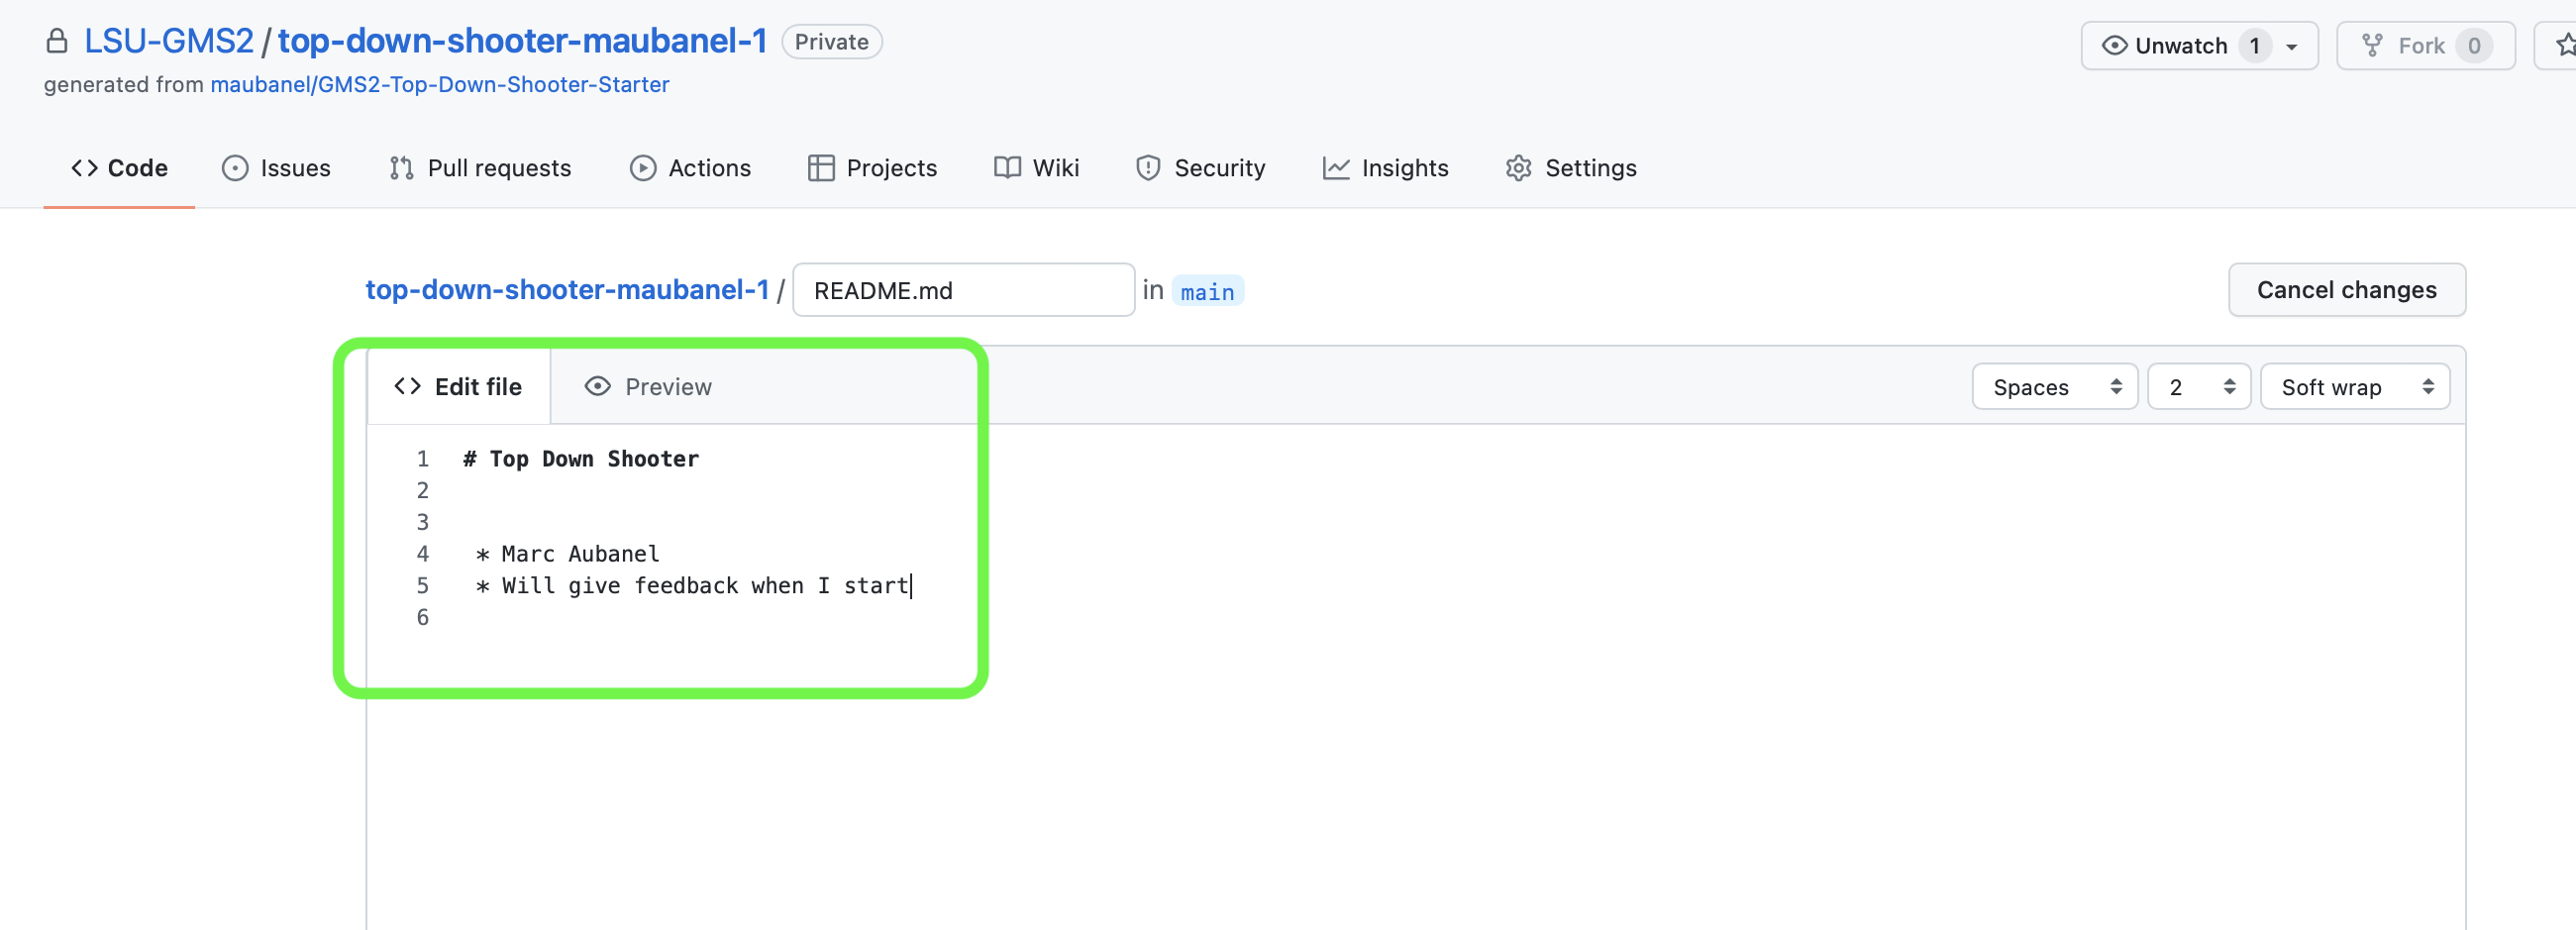 LSU-GMS2 / top-down-shooter-maubanel-1 Private Unwatch 1 Fork 0
generated from maubanel/GMS2-Top-Down-Shooter-Starter
Code Issues Pull requests Actions Projects Wiki Security Insights Settings
top-down-shooter-maubanel-1 / README.md in main Cancel changes
Edit file Preview Spaces 2 Soft wrap
1 # Top Down Shooter
2
3
4 * Marc Aubanel
5 * Will give feedback when I start
6